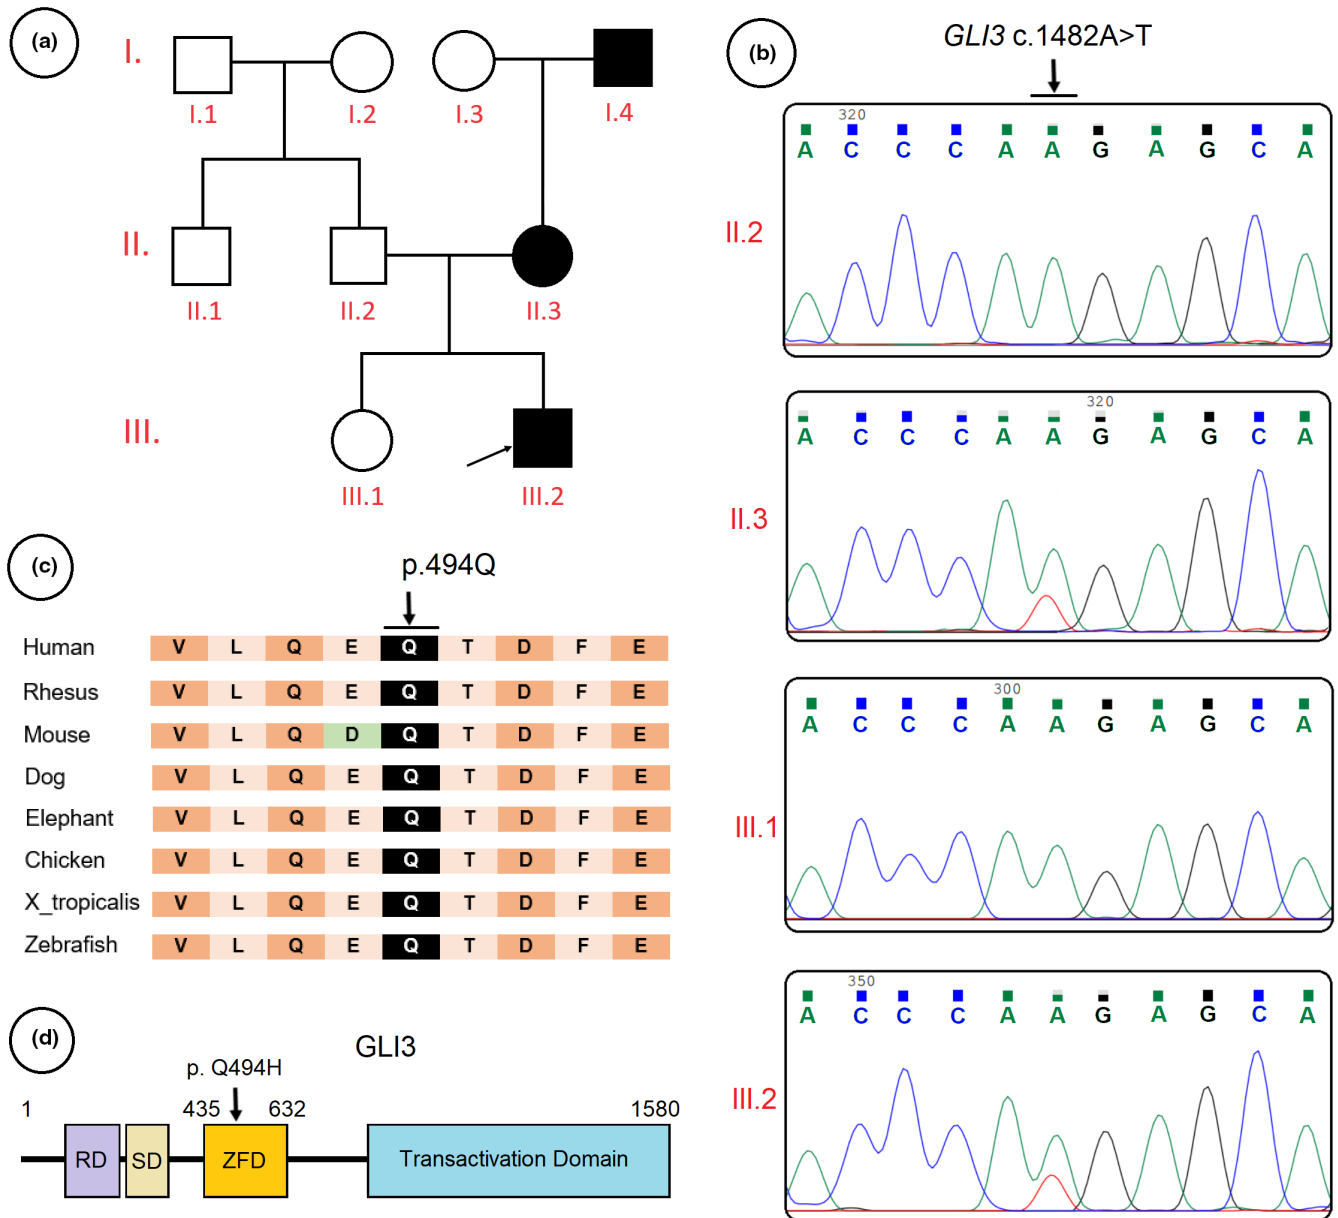 (a)
I.
I.1
I.2
I.3
I.4
II.
II.1
II.2
II.3
III.
III.1
III.2
(b)
GLI3 c.1482A>T
320
A C C C A A G A G C A
II.2
320
A C C C A A G A G C A
II.3
300
A C C C A A G A G C A
III.1
350
A C C C A A G A G C A
III.2
(c)
p.494Q
Human V L Q E Q T D F E
Rhesus V L Q E Q T D F E
Mouse V L Q D Q T D F E
Dog V L Q E Q T D F E
Elephant V L Q E Q T D F E
Chicken V L Q E Q T D F E
X_tropicalis V L Q E Q T D F E
Zebrafish V L Q E Q T D F E
(d)
GLI3
p. Q494H
1 435 632 1580
RD SD ZFD Transactivation Domain